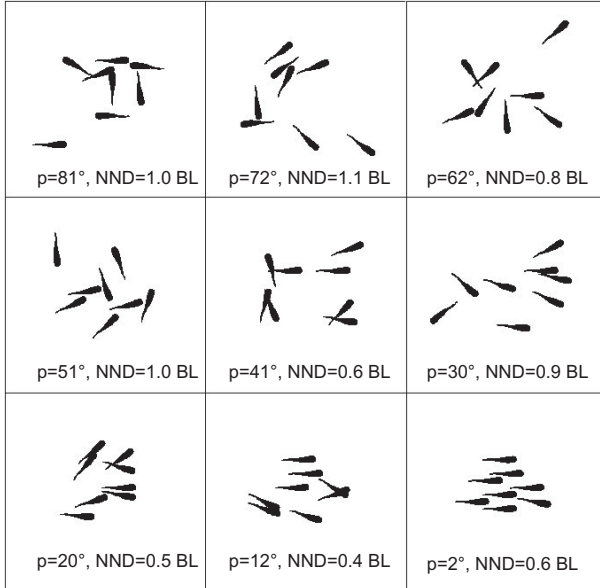 p=81°, NND=1.0 BL
p=72°, NND=1.1 BL
p=62°, NND=0.8 BL
p=51°, NND=1.0 BL
p=41°, NND=0.6 BL
p=30°, NND=0.9 BL
p=20°, NND=0.5 BL
p=12°, NND=0.4 BL
p=2°, NND=0.6 BL